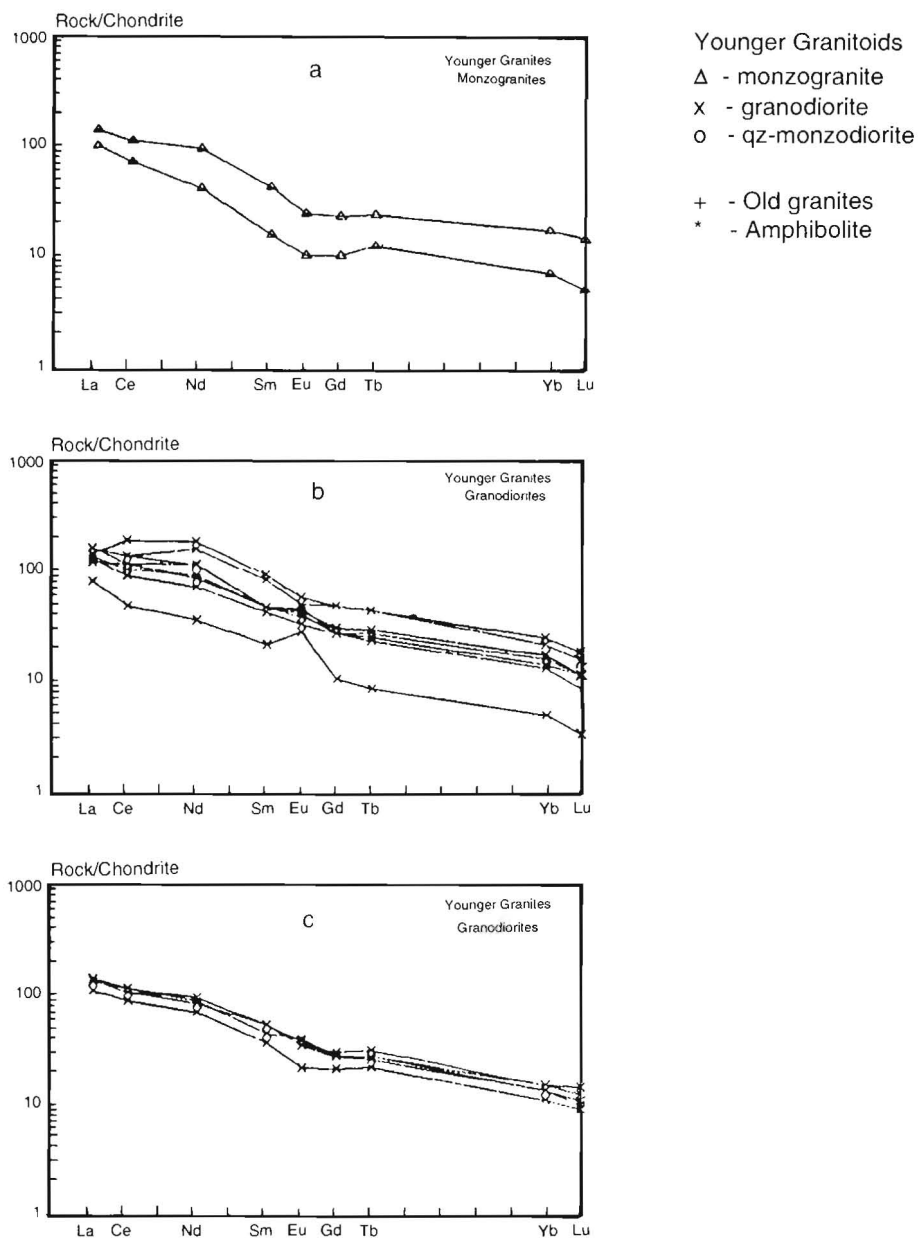 Rock/Chondrite
1000
100
10
1
a
Younger Granites
Monzogranites
La Ce Nd Sm Eu Gd Tb Yb Lu
Younger Granitoids
Δ - monzogranite
x - granodiorite
o - qz-monzodiorite
+ - Old granites
* - Amphibolite
Rock/Chondrite
1000
100
10
1
b
Younger Granites
Granodiorites
La Ce Nd Sm Eu Gd Tb Yb Lu
Rock/Chondrite
1000
100
10
1
c
Younger Granites
Granodiorites
La Ce Nd Sm Eu Gd Tb Yb Lu